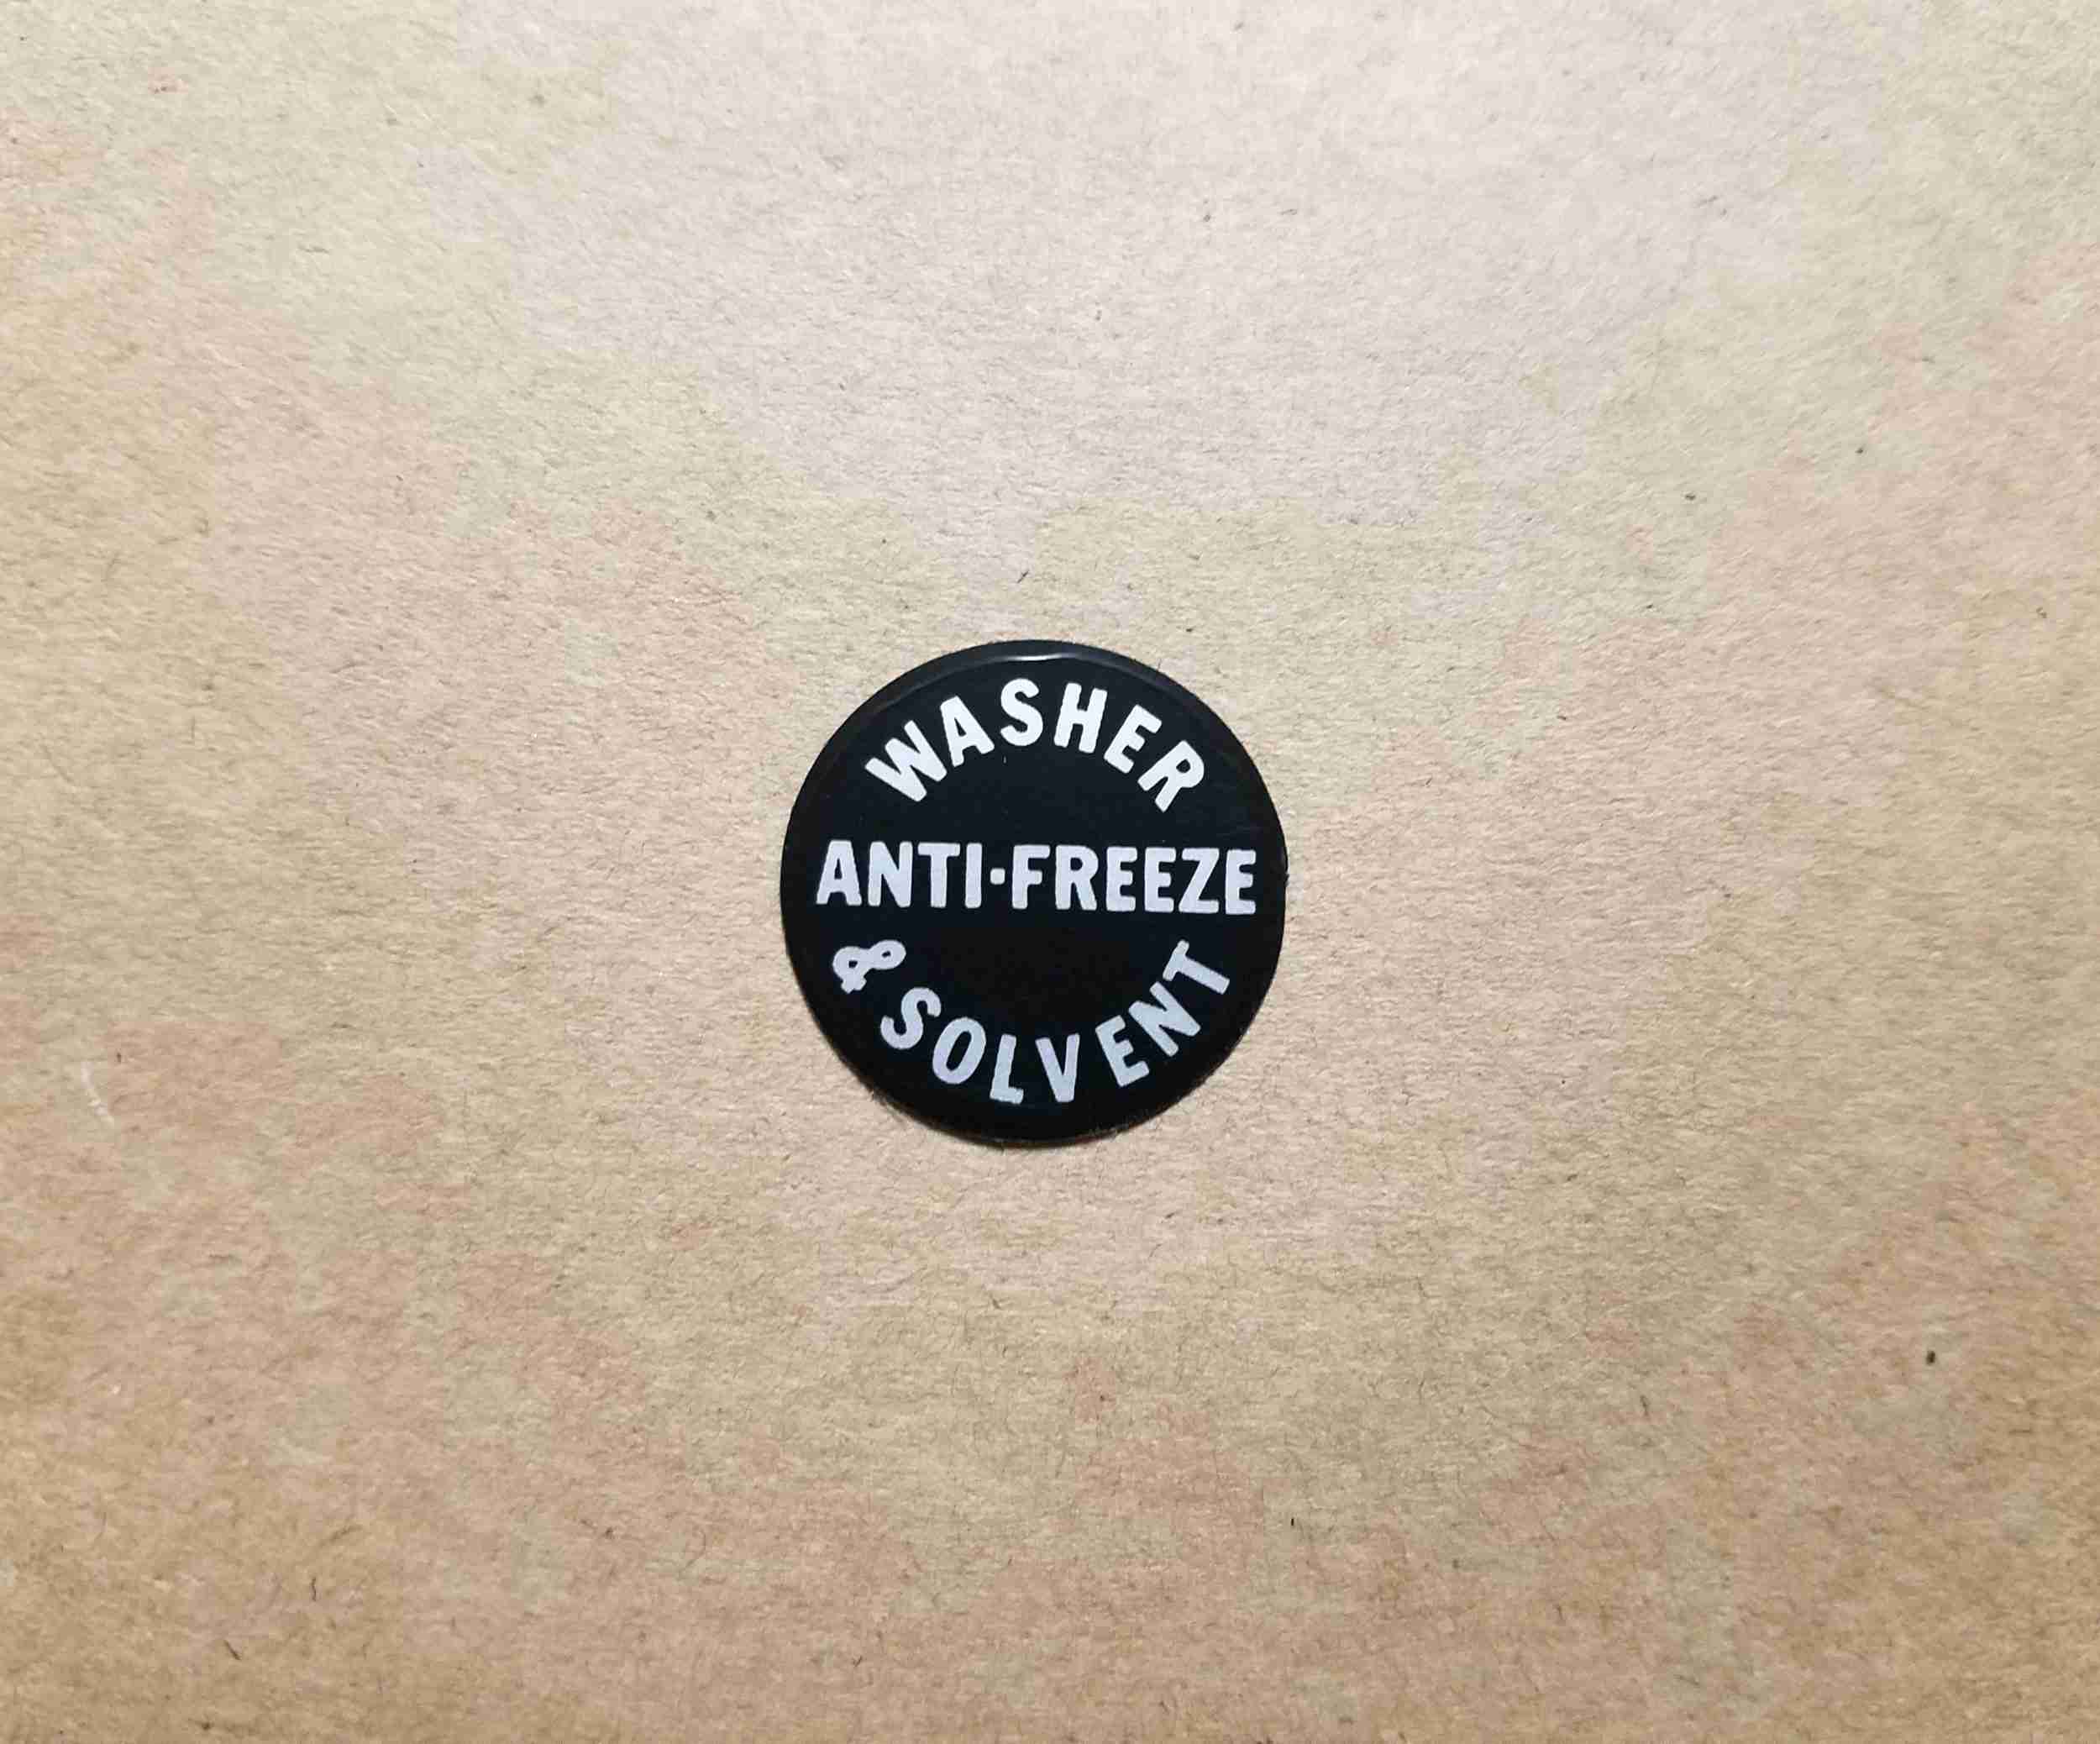 WASHER
ANTI-FREEZE
& SOLVENT